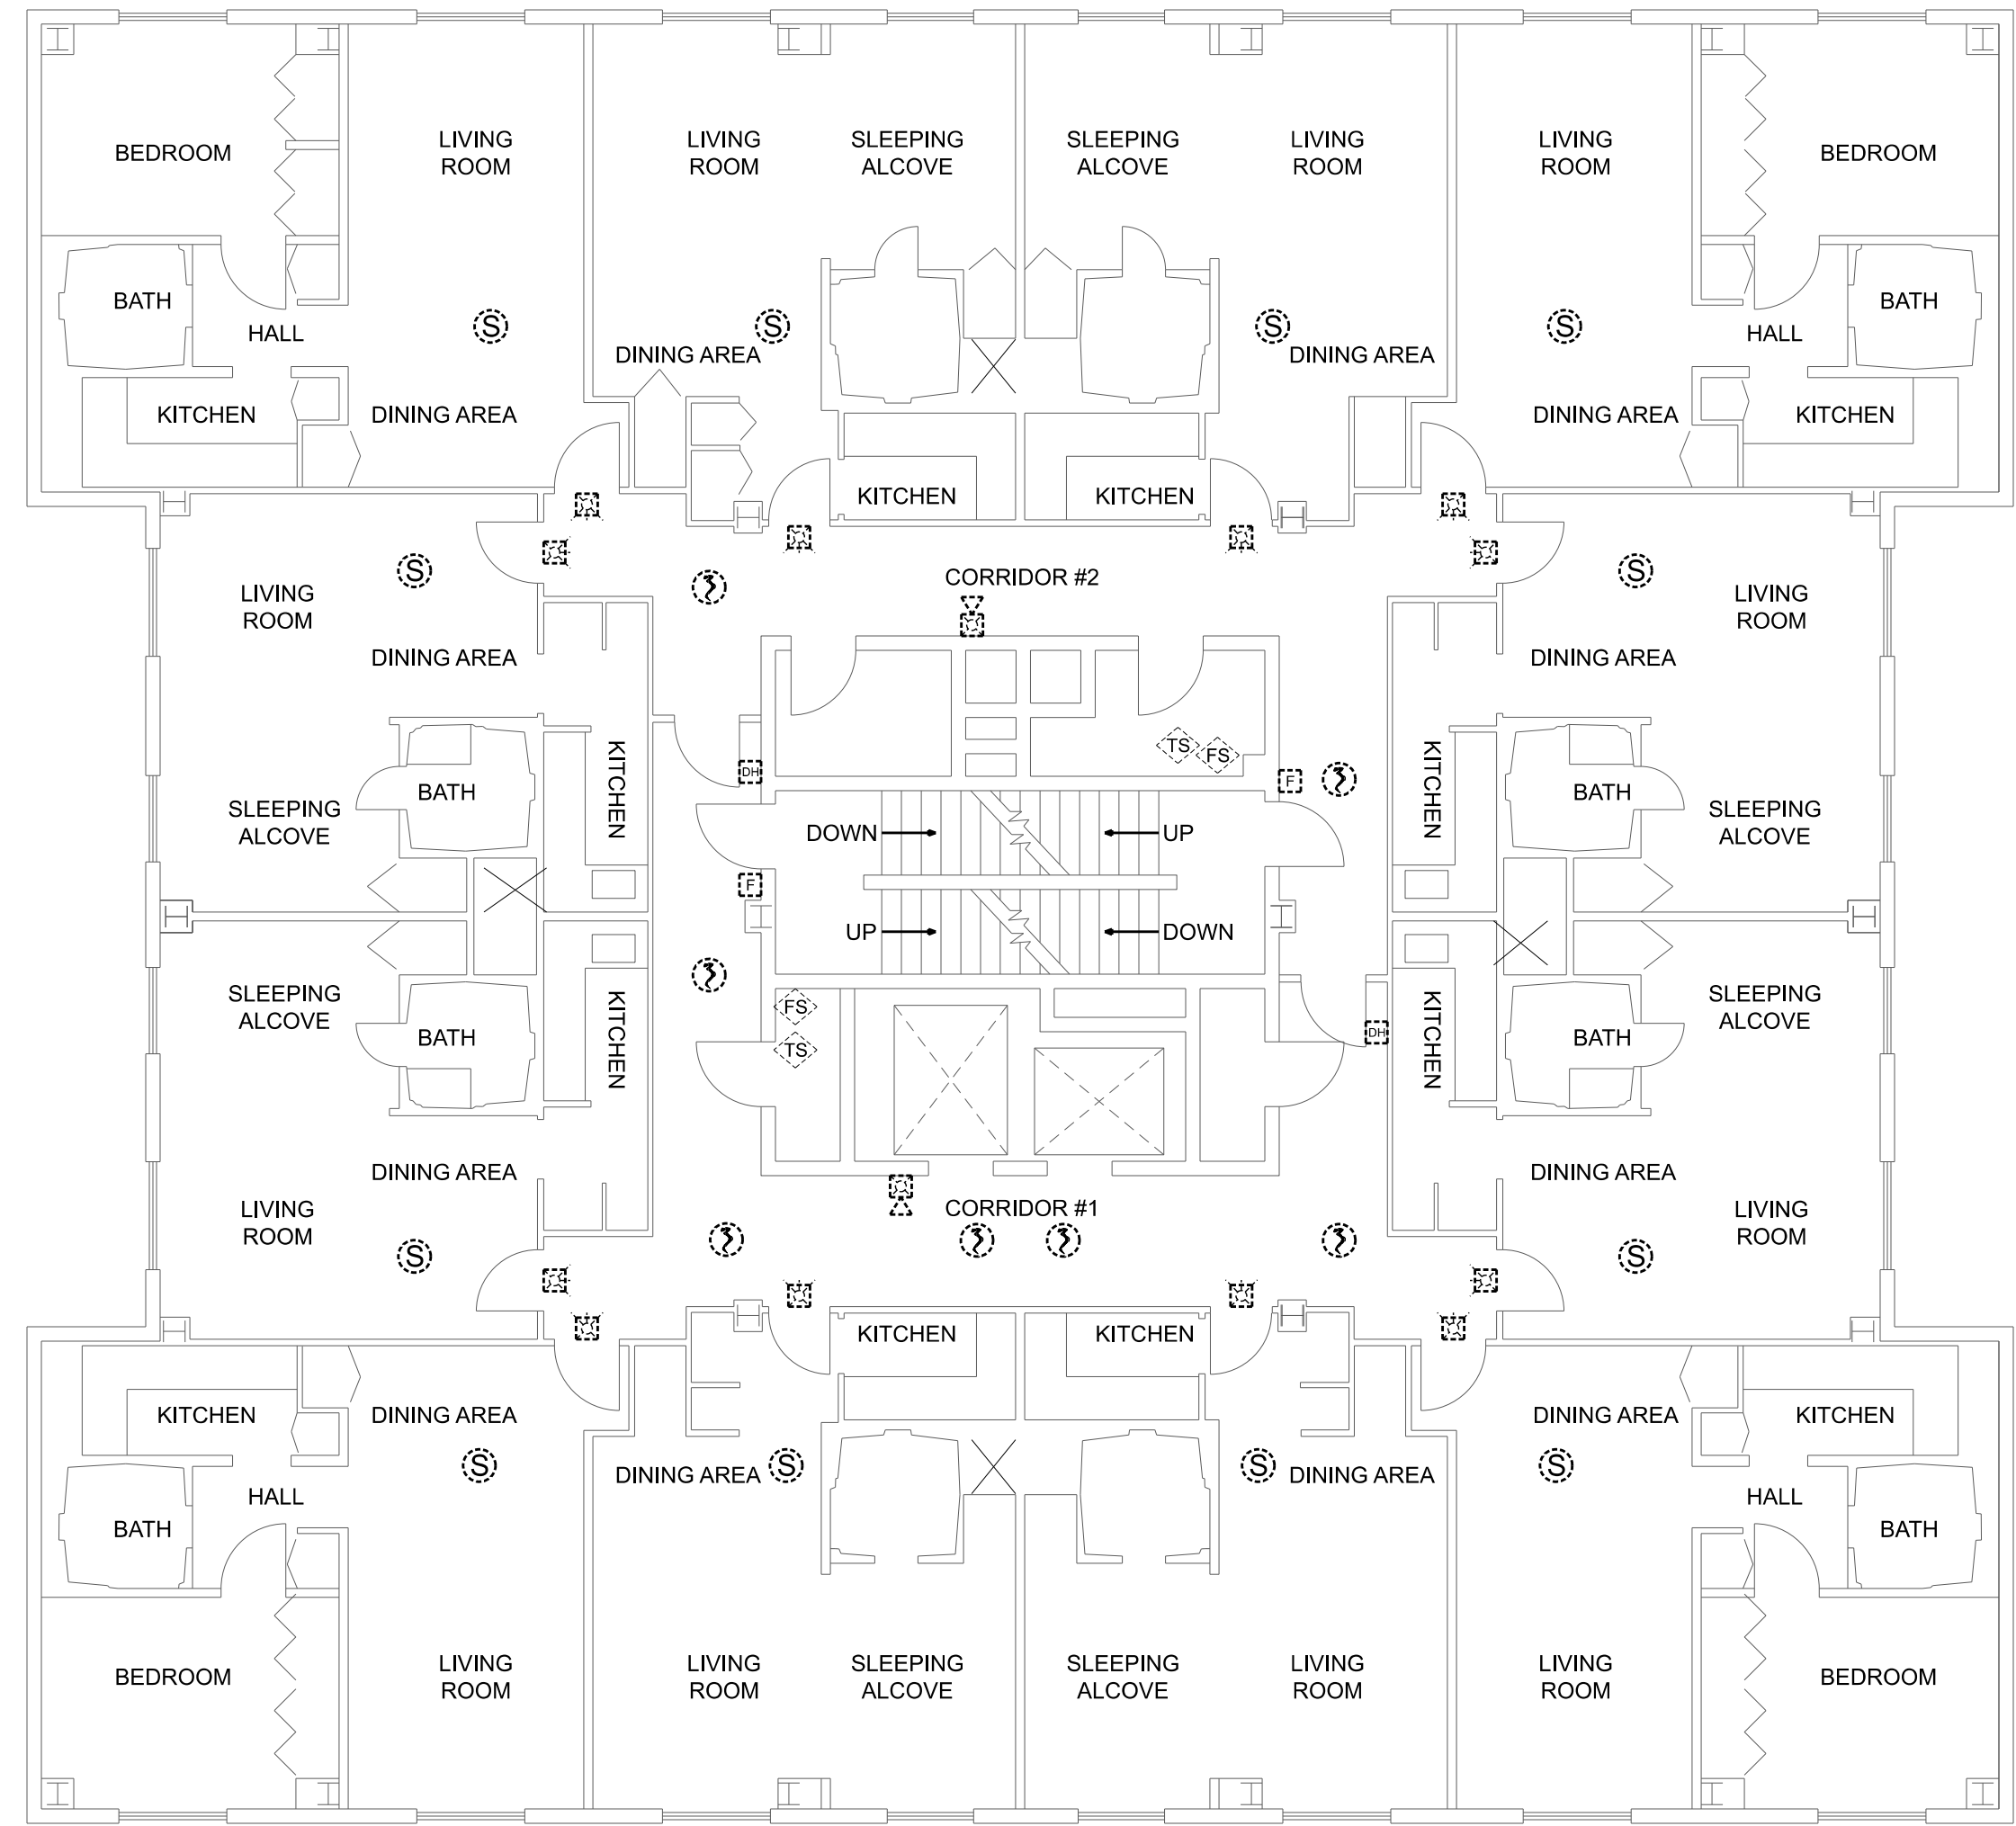 LIVING LIVING SLEEPING SLEEPING LIVING LIVING
BEDROOM ROOM ROOM ALCOVE ALCOVE ROOM ROOM BEDROOM
BATH BATH
S S S S
HALL HALL
DINING AREA DINING AREA
KITCHEN DINING AREA DINING AREA KITCHEN
KITCHEN KITCHEN
S S
CORRIDOR #2
LIVING LIVING
ROOM ROOM
DINING AREA DINING AREA
TS FS
DH F
KITCHEN KITCHEN
BATH BATH
SLEEPING SLEEPING
ALCOVE ALCOVE
DOWN UP
F
UP DOWN
SLEEPING SLEEPING
ALCOVE ALCOVE
FS
KITCHEN KITCHEN
BATH DH BATH
TS
DINING AREA DINING AREA
LIVING CORRIDOR #1 LIVING
ROOM ROOM
S S
KITCHEN KITCHEN
KITCHEN DINING AREA DINING AREA KITCHEN
S S S S
DINING AREA DINING AREA
HALL HALL
BATH BATH
LIVING LIVING SLEEPING SLEEPING LIVING LIVING
BEDROOM ROOM ROOM ALCOVE ALCOVE ROOM ROOM BEDROOM